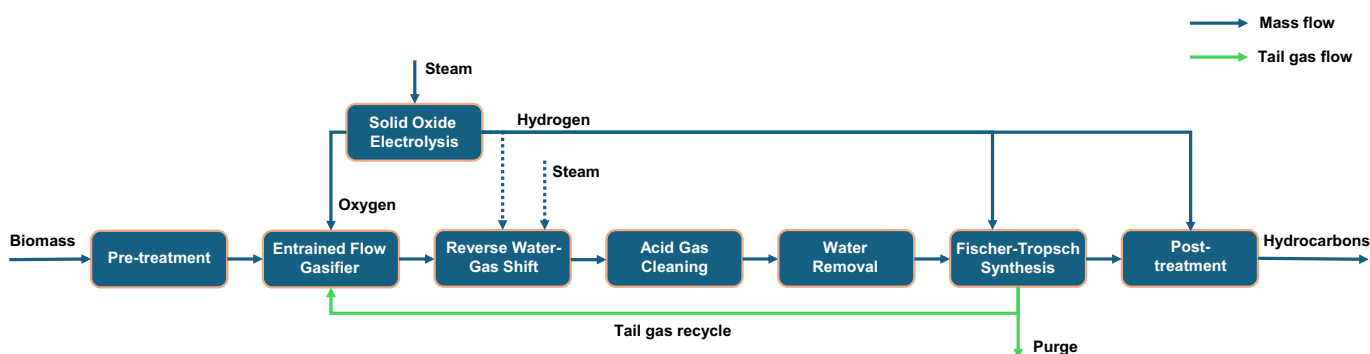 Mass flow
Tail gas flow
Steam
Solid Oxide
Electrolysis
Hydrogen
Steam
Oxygen
Biomass
Pre-treatment
Entrained Flow
Gasifier
Reverse Water-
Gas Shift
Acid Gas
Cleaning
Water
Removal
Fischer-Tropsch
Synthesis
Post-
treatment
Hydrocarbons
Tail gas recycle
Purge